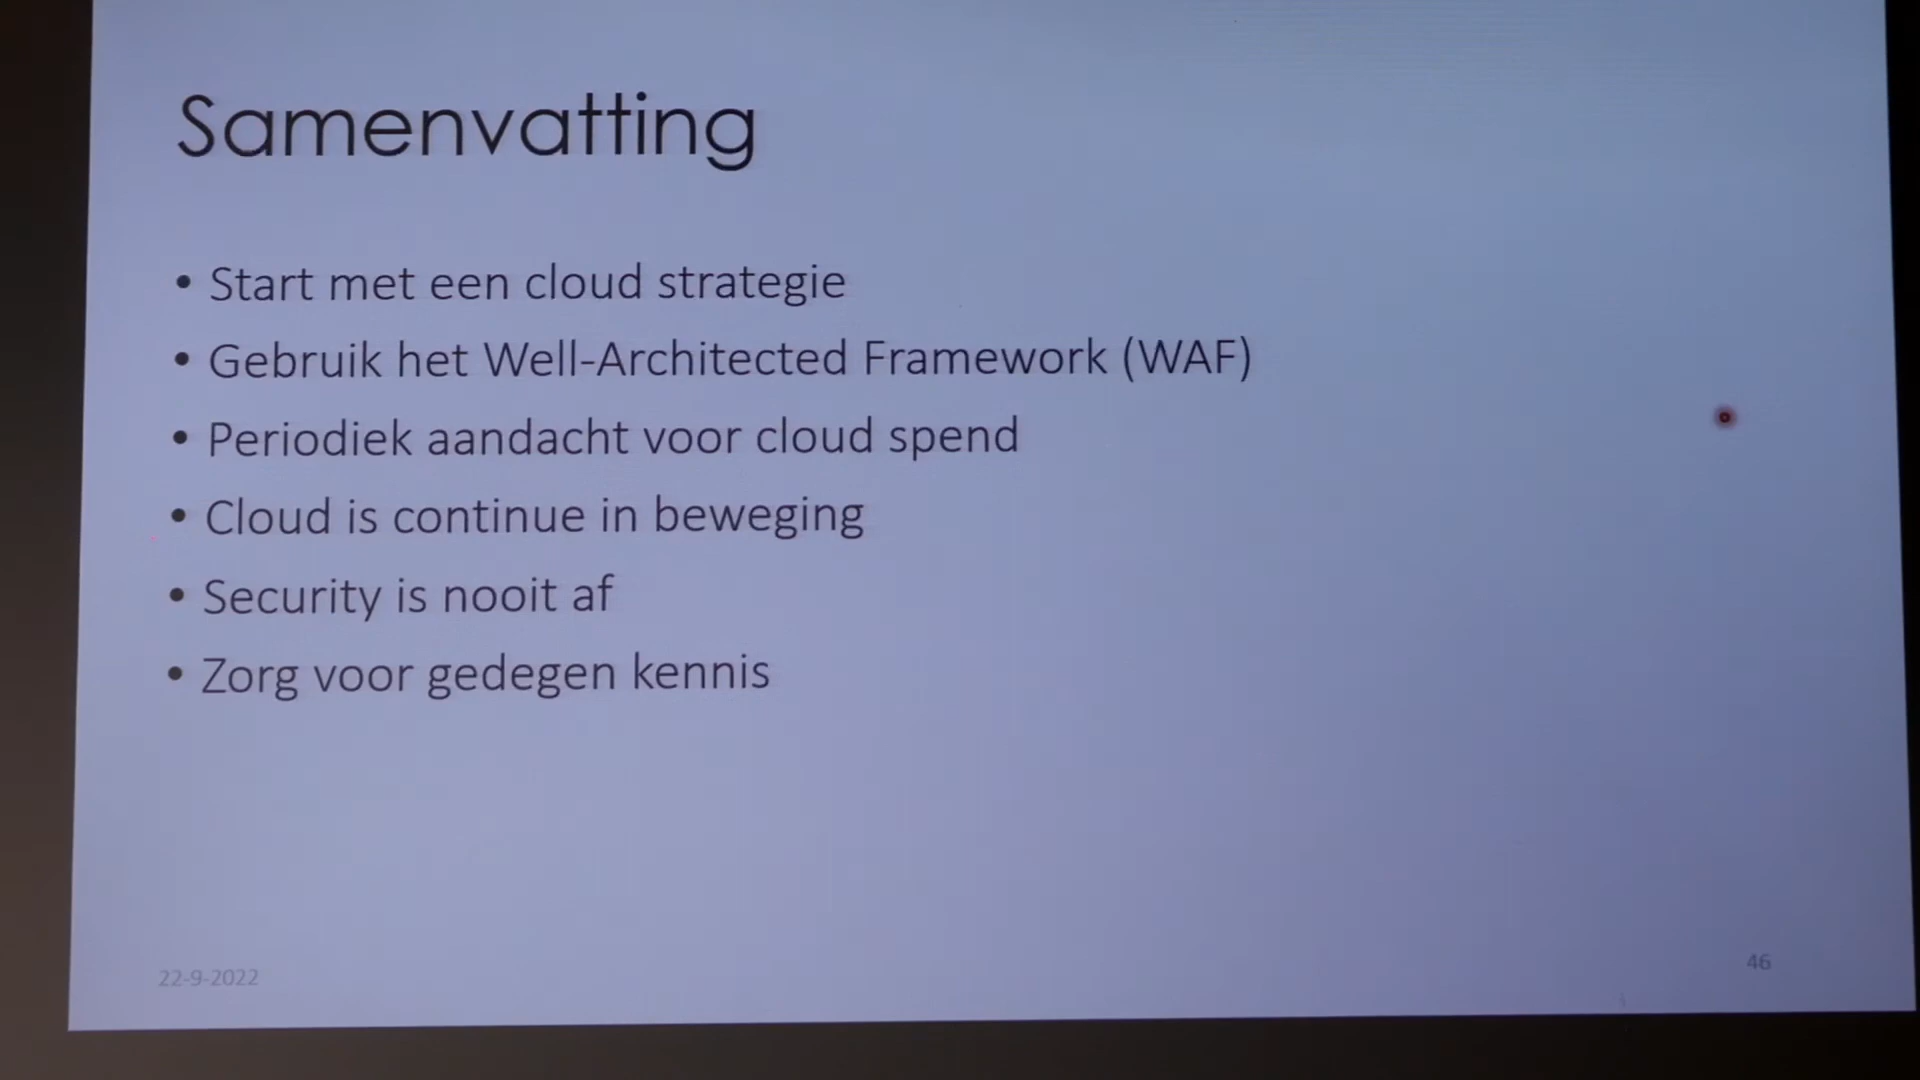 Samenvatting
• Start met een cloud strategie
• Gebruik het Well-Architected Framework (WAF)
• Periodiek aandacht voor cloud spend
• Cloud is continue in beweging
• Security is nooit af
• Zorg voor gedegen kennis
22-9-2022
46